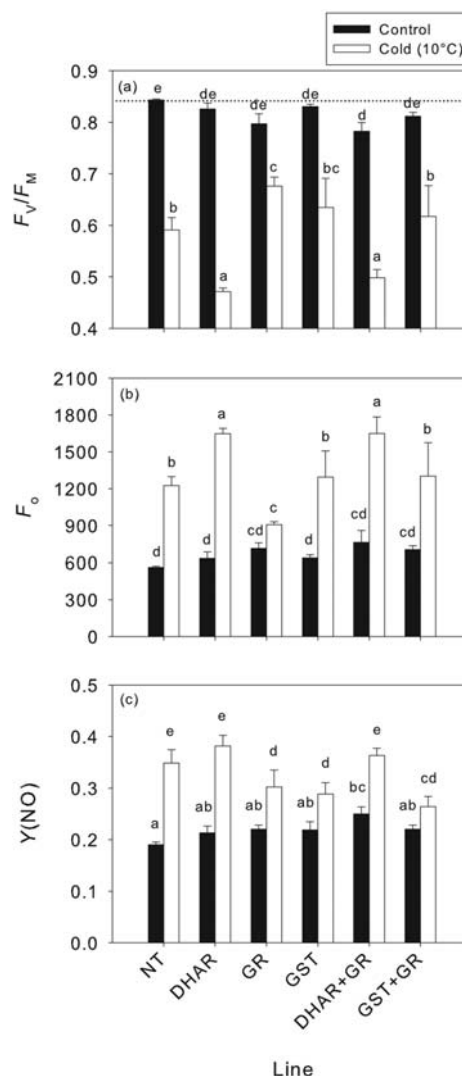 Control
Cold (10°C)
(a)
0.9
0.8
0.7
0.6
0.5
0.4
F_V/F_M
e
b
de
a
de
c
de
bc
d
a
de
b
(b)
2100
1800
1500
1200
900
600
300
0
F_o
d
b
d
a
cd
c
d
b
cd
a
cd
b
(c)
0.5
0.4
0.3
0.2
0.1
0.0
Y(NO)
a
e
ab
e
ab
d
ab
d
bc
e
ab
cd
NT
DHAR
GR
GST
DHAR+GR
GST+GR
Line